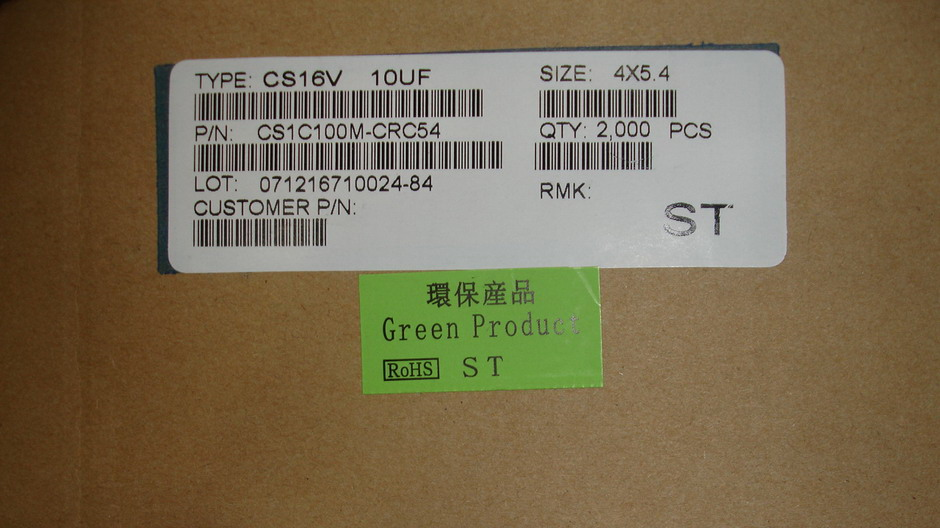 TYPE: CS16V 10UF
SIZE: 4X5.4
P/N: CS1C100M-CRC54
QTY: 2,000 PCS
LOT: 071216710024-84
RMK:
CUSTOMER P/N:
ST
環保産品
Green Product
RoHS ST